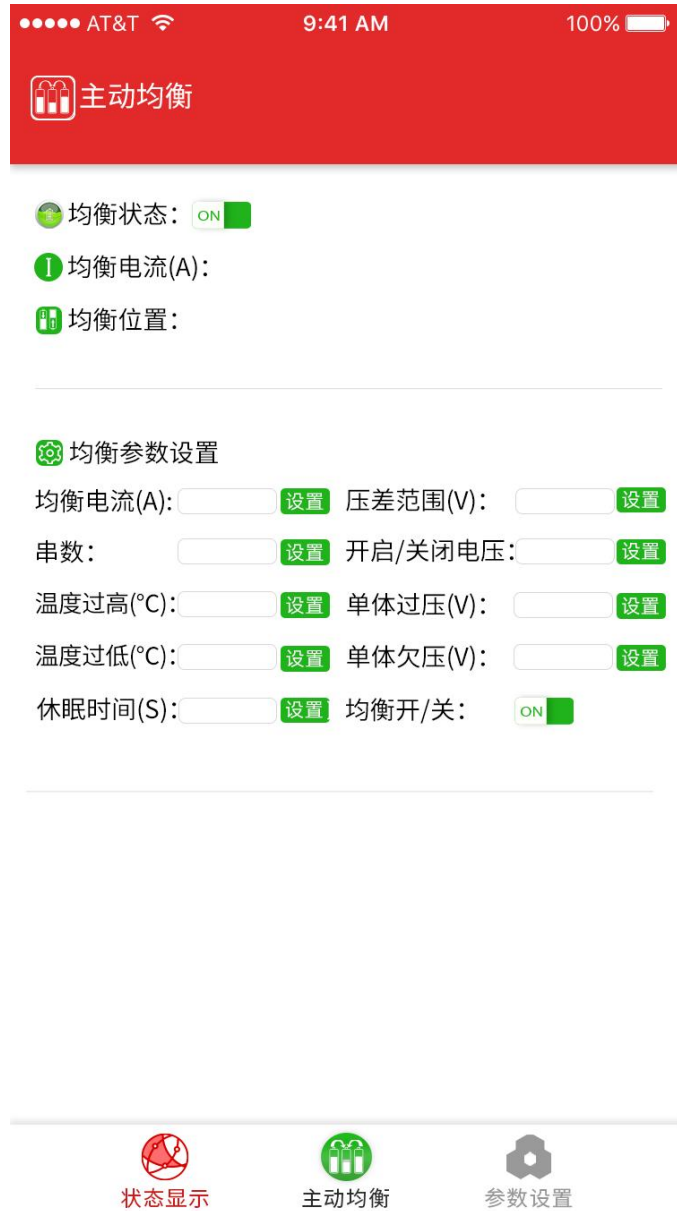 AT&T 9:41 AM 100%
主动均衡
均衡状态： ON
I 均衡电流(A)：
均衡位置：
均衡参数设置
均衡电流(A): 设置 压差范围(V)： 设置
串数： 设置 开启/关闭电压： 设置
温度过高(°C)： 设置 单体过压(V)： 设置
温度过低(°C)： 设置 单体欠压(V)： 设置
休眠时间(S)： 设置 均衡开/关： ON
状态显示 主动均衡 参数设置